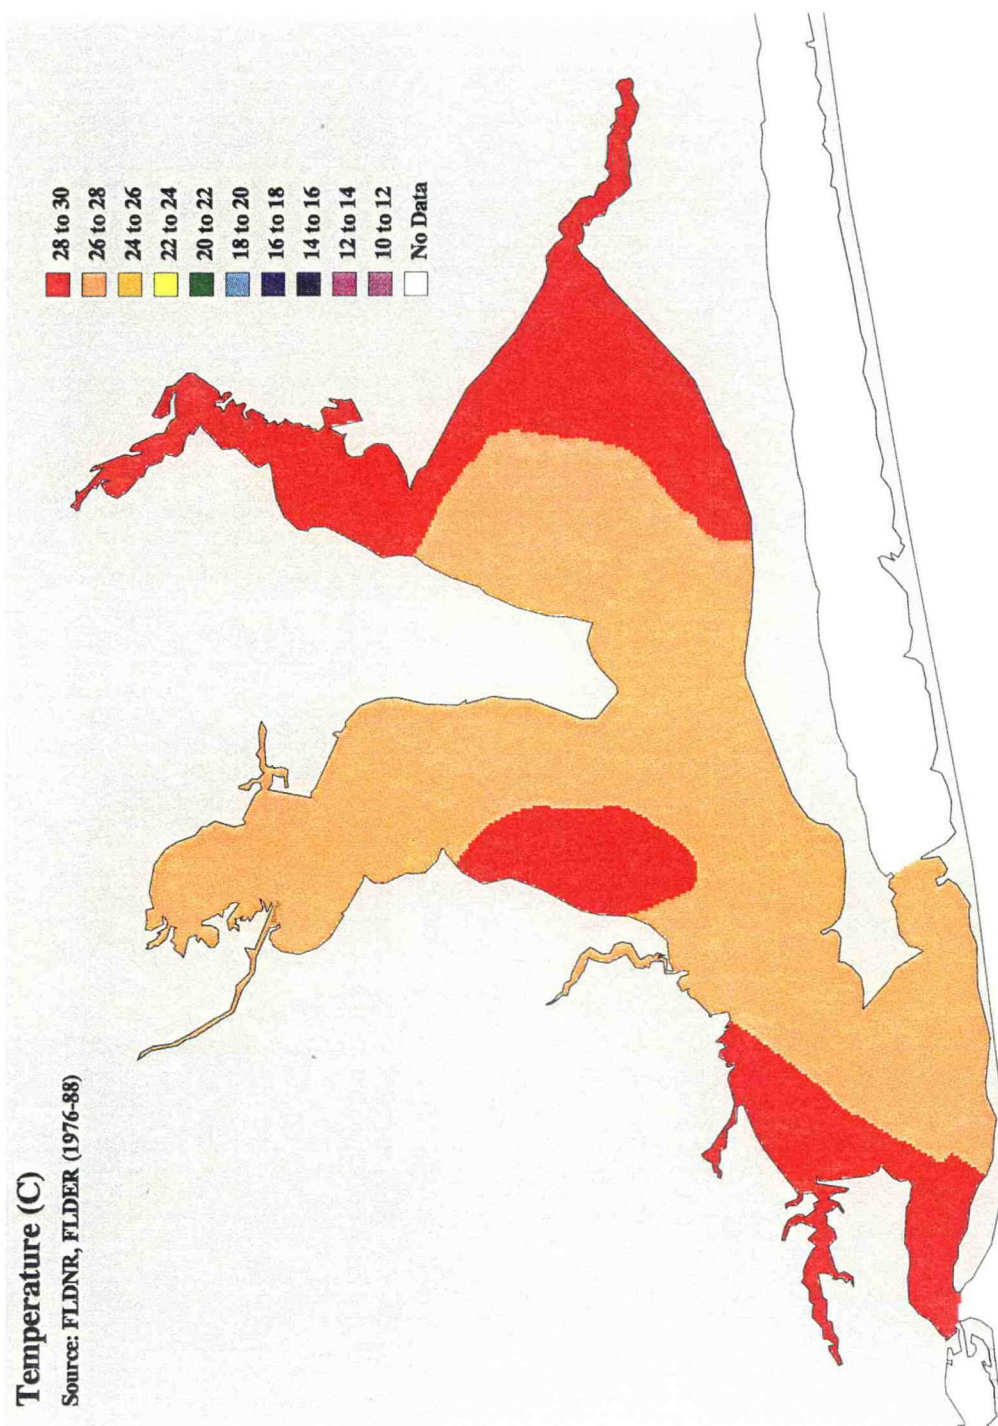 Temperature (C)
Source: FLDNR, FLDER (1976-88)
28 to 30
26 to 28
24 to 26
22 to 24
20 to 22
18 to 20
16 to 18
14 to 16
12 to 14
10 to 12
No Data